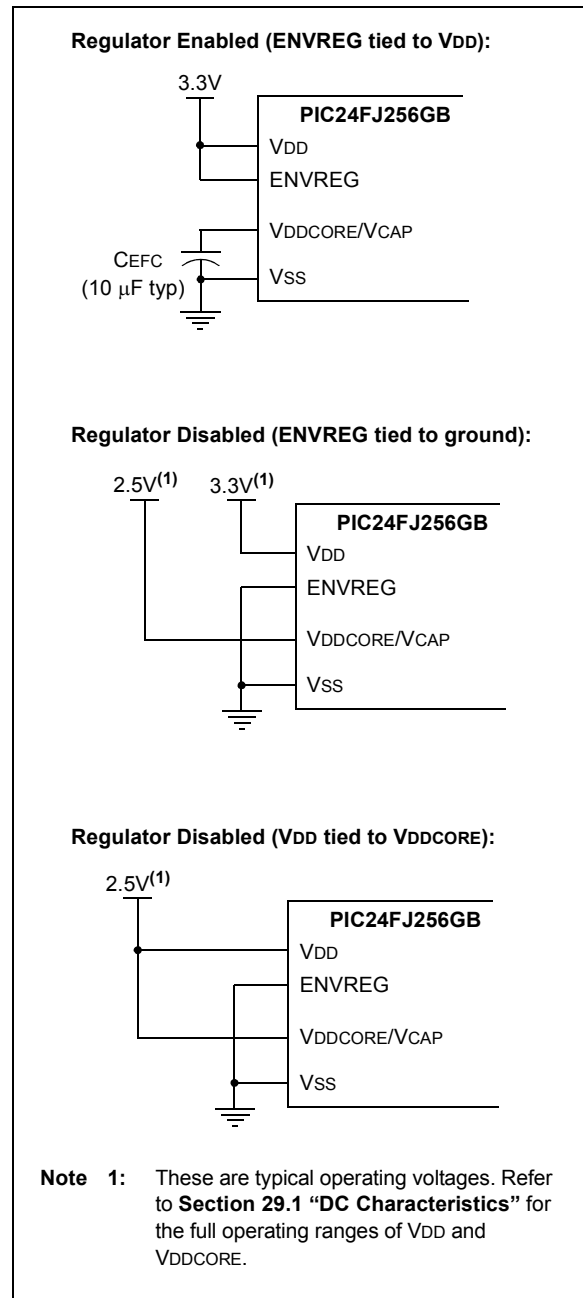 Regulator Enabled (ENVREG tied to VDD):
3.3V
PIC24FJ256GB
VDD
ENVREG
VDDCORE/VCAP
CEFC
(10 μF typ)
VSS
Regulator Disabled (ENVREG tied to ground):
2.5V(1) 3.3V(1)
PIC24FJ256GB
VDD
ENVREG
VDDCORE/VCAP
VSS
Regulator Disabled (VDD tied to VDDCORE):
2.5V(1)
PIC24FJ256GB
VDD
ENVREG
VDDCORE/VCAP
VSS
Note 1: These are typical operating voltages. Refer
to Section 29.1 “DC Characteristics” for
the full operating ranges of VDD and
VDDCORE.